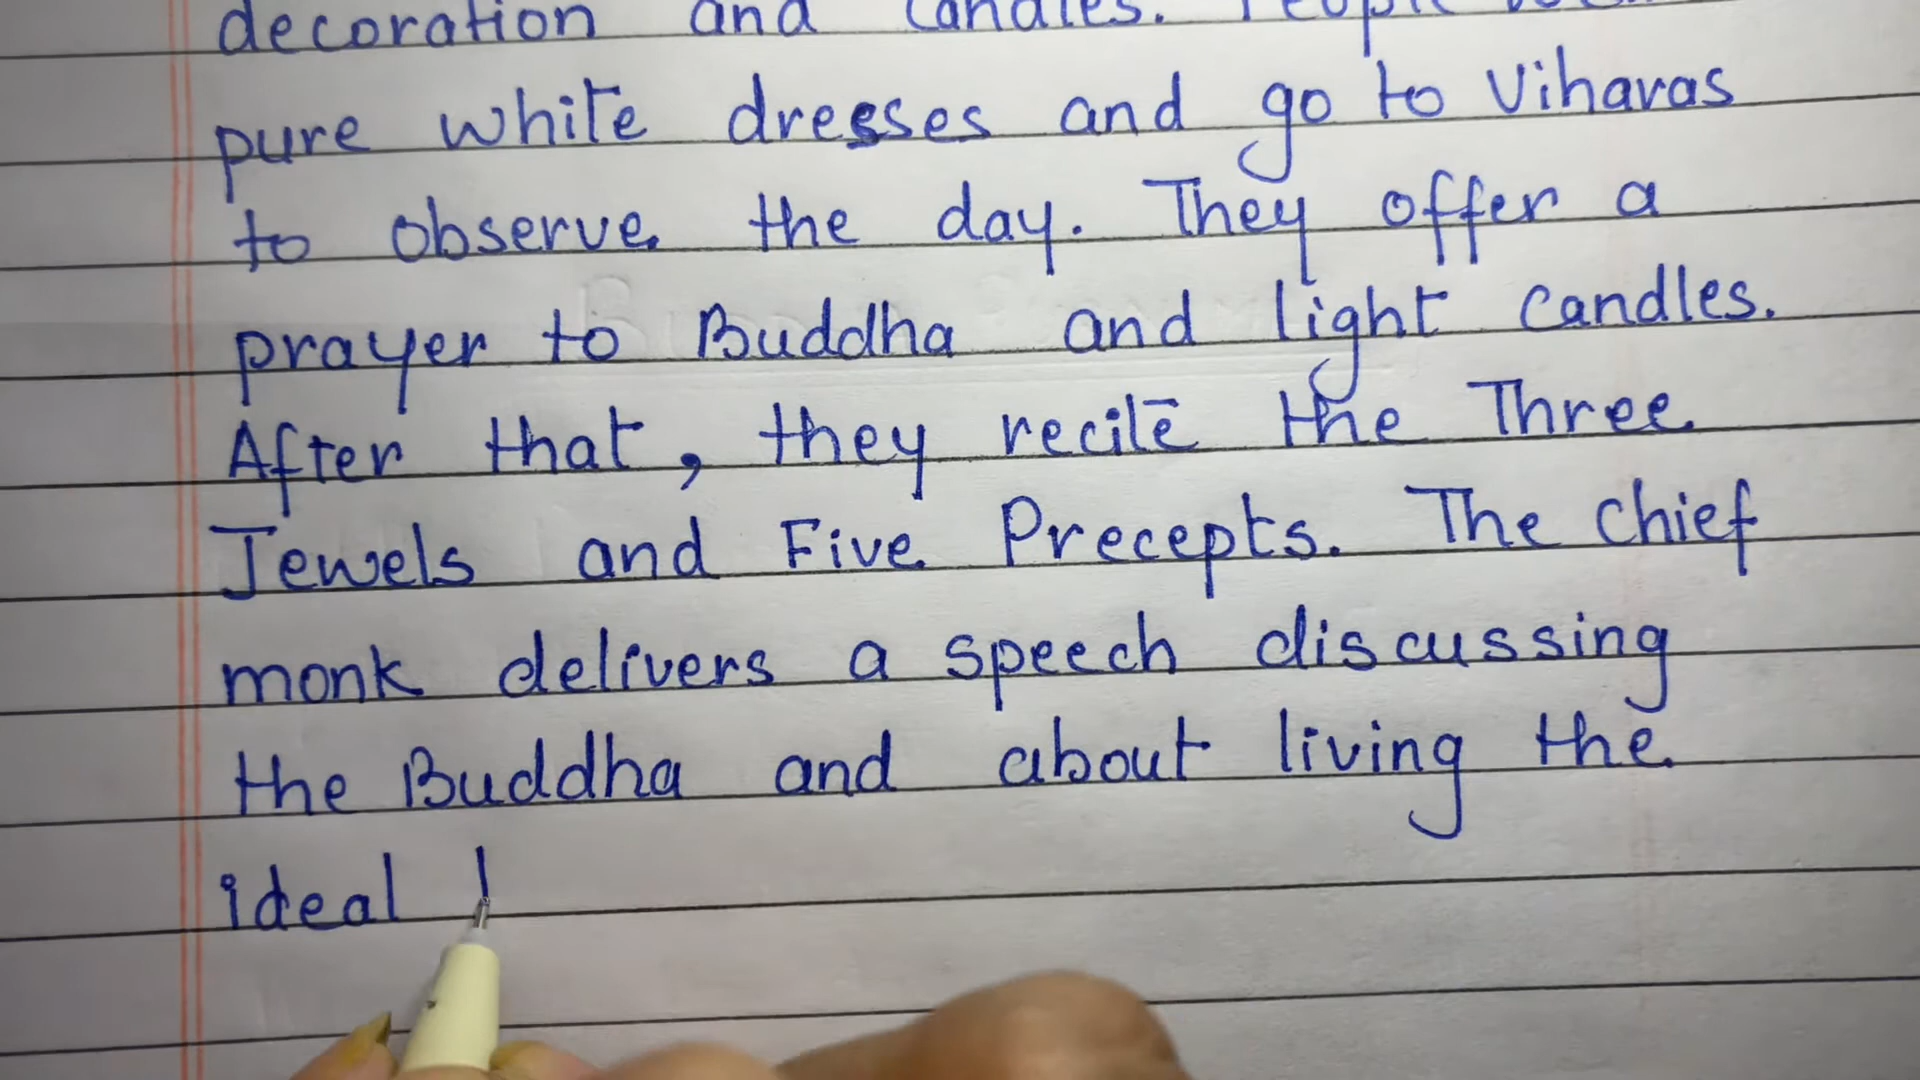 decoration and candles. People
pure white dresses and go to Viharas
to observe the day. They offer a
prayer to Buddha and light candles.
After that, they recite the Three
Jewels and Five Precepts. The Chief
monk delivers a speech discussing
the Buddha and about living the
ideal l